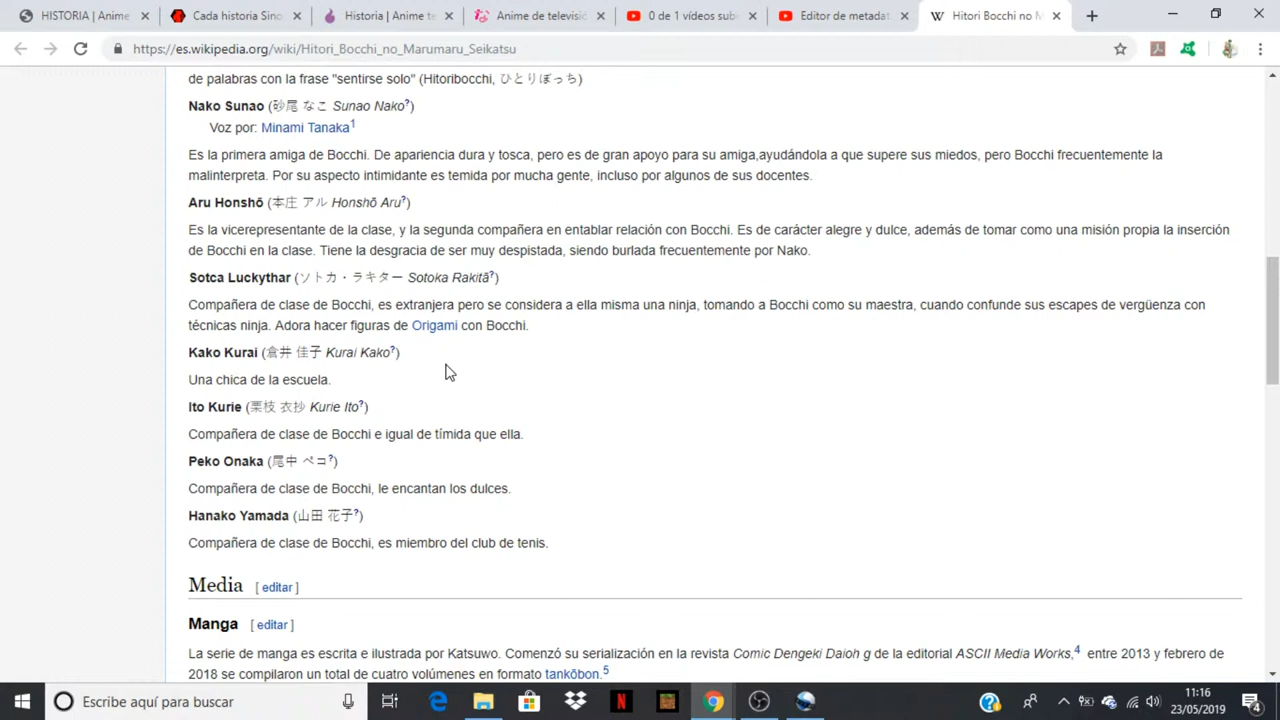 HISTORIA | Anime
Cada historia Sino
Historia | Anime te
Anime de televisió
0 de 1 vídeos sub
Editor de metadat
Hitori Bocchi no M
https://es.wikipedia.org/wiki/Hitori_Bocchi_no_Marumaru_Seikatsu
de palabras con la frase "sentirse solo" (Hitoribocchi, ひとりぼっち)
Nako Sunao (砂尾 なこ Sunao Nako?)
Voz por: Minami Tanaka1
Es la primera amiga de Bocchi. De apariencia dura y tosca, pero es de gran apoyo para su amiga,ayudándola a que supere sus miedos, pero Bocchi frecuentemente la
malinterpreta. Por su aspecto intimidante es temida por mucha gente, incluso por algunos de sus docentes.
Aru Honshō (本庄 アル Honshō Aru?)
Es la vicerepresentante de la clase, y la segunda compañera en entablar relación con Bocchi. Es de carácter alegre y dulce, además de tomar como una misión propia la inserción
de Bocchi en la clase. Tiene la desgracia de ser muy despistada, siendo burlada frecuentemente por Nako.
Sotca Luckythar (ソトカ・ラキター Sotoka Rakitā?)
Compañera de clase de Bocchi, es extranjera pero se considera a ella misma una ninja, tomando a Bocchi como su maestra, cuando confunde sus escapes de vergüenza con
técnicas ninja. Adora hacer figuras de Origami con Bocchi.
Kako Kurai (倉井 佳子 Kurai Kako?)
Una chica de la escuela.
Ito Kurie (栗枝 衣抄 Kurie Ito?)
Compañera de clase de Bocchi e igual de tímida que ella.
Peko Onaka (尾中 ペコ?)
Compañera de clase de Bocchi, le encantan los dulces.
Hanako Yamada (山田 花子?)
Compañera de clase de Bocchi, es miembro del club de tenis.
Media [ editar ]
Manga [ editar ]
La serie de manga es escrita e ilustrada por Katsuwo. Comenzó su serialización en la revista Comic Dengeki Daioh g de la editorial ASCII Media Works,4 entre 2013 y febrero de
2018 se compilaron un total de cuatro volúmenes en formato tankōbon.5
Escribe aquí para buscar
11:16
23/05/2019
4